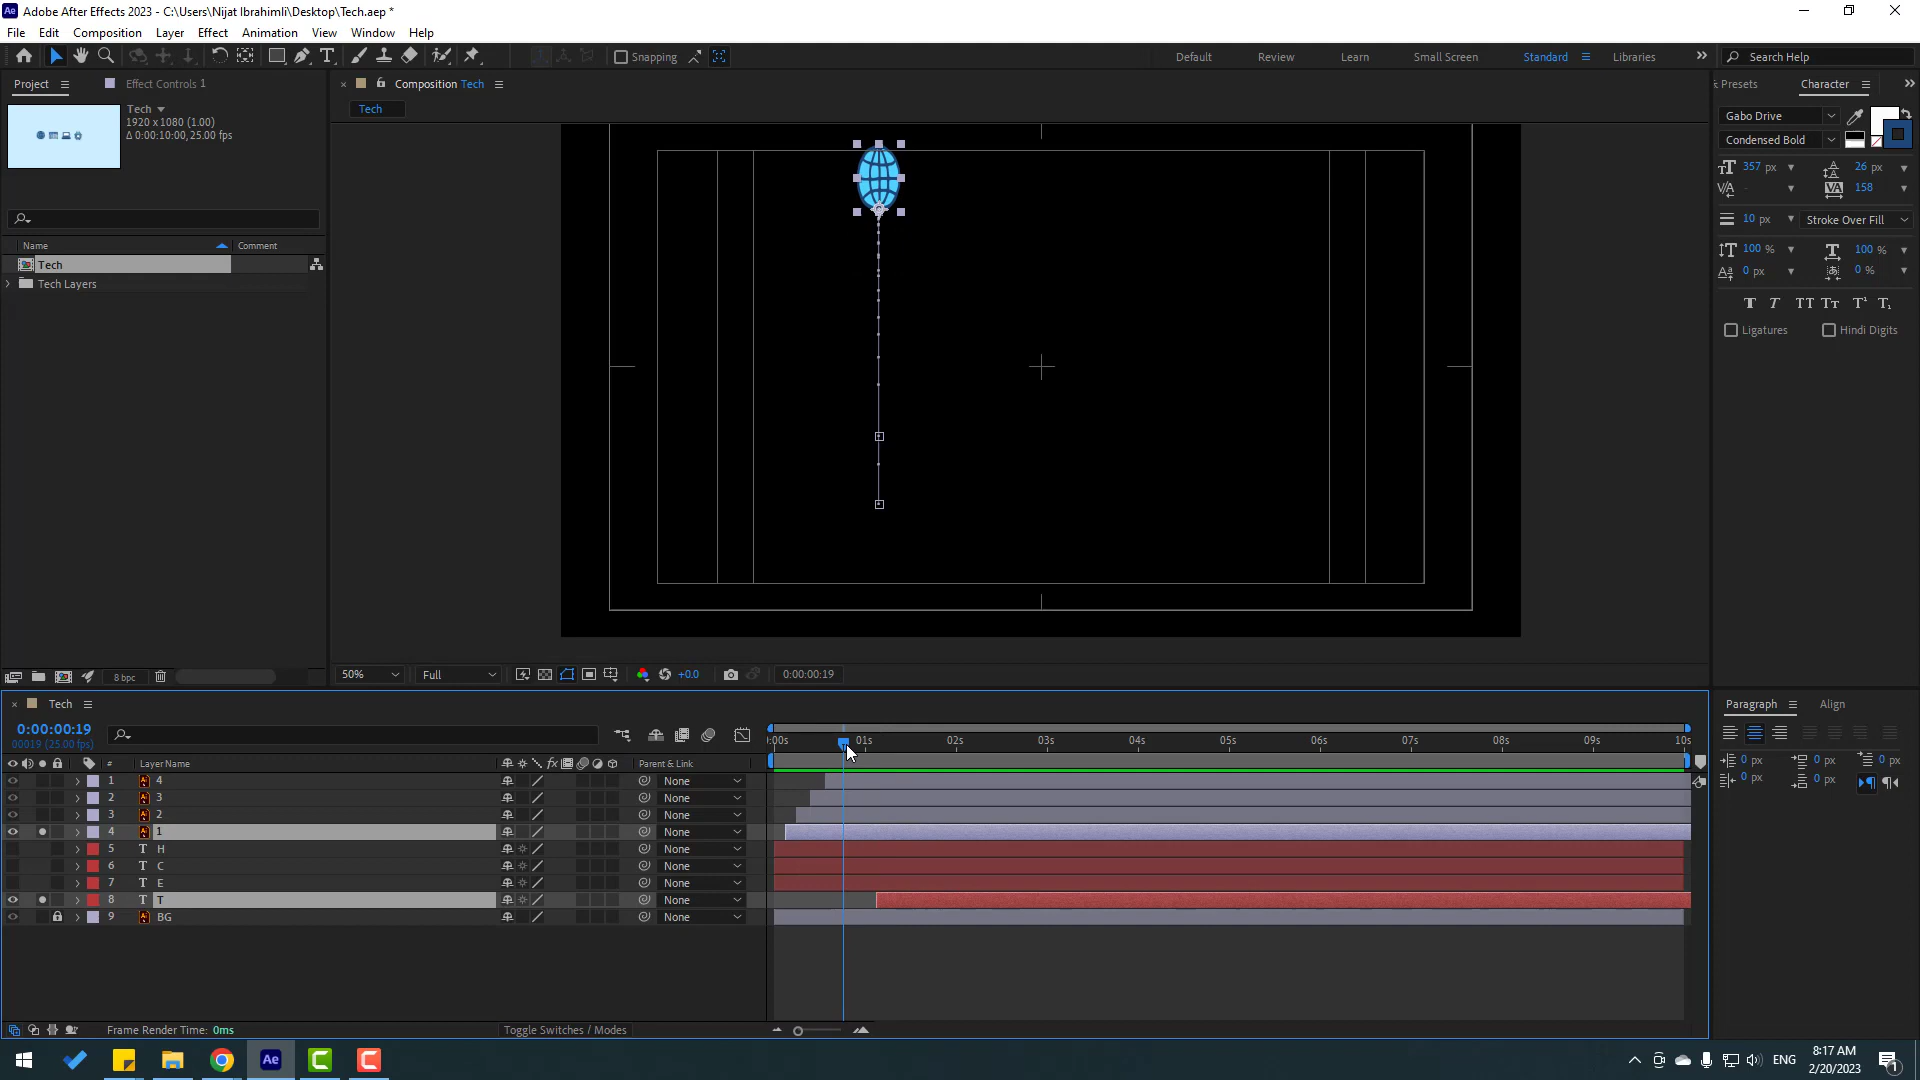 Adobe After Effects 2023 - C:\Users\Nijat Ibrahimli\Desktop\Tech.aep *
File Edit Composition Layer Effect Animation View Window Help
Snapping Default Review Learn Small Screen Standard Libraries Search Help
Project Effect Controls 1 Composition Tech Presets Character
Tech
1920 x 1080 (1.00)
Δ 0:00:10:00, 25.00 fps
Tech
Gabo Drive
Condensed Bold
357 px 26 px
158
10 px Stroke Over Fill
100 % 100 %
0 px 0 %
Ligatures Hindi Digits
Name Comment
Tech
Tech Layers
8 bpc 50% Full +0.0 0:00:00:19
Tech
0:00:00:19
00019 (25.00 fps)
:00s 01s 02s 03s 04s 05s 06s 07s 08s 09s 10s
# Layer Name fx Parent & Link
1 4 None
2 3 None
3 2 None
4 1 None
5 T H None
6 T C None
7 T E None
8 T T None
9 BG None
Frame Render Time: 0ms Toggle Switches / Modes
Paragraph Align
0 px 0 px 0 px
0 px 0 px
Ae
ENG
8:17 AM
2/20/2023
1